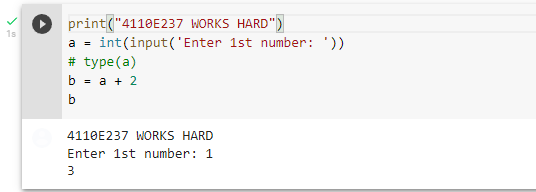 print("4110E237 WORKS HARD")
1s
a = int(input('Enter 1st number: '))
# type(a)
b = a + 2
b
4110E237 WORKS HARD
Enter 1st number: 1
3